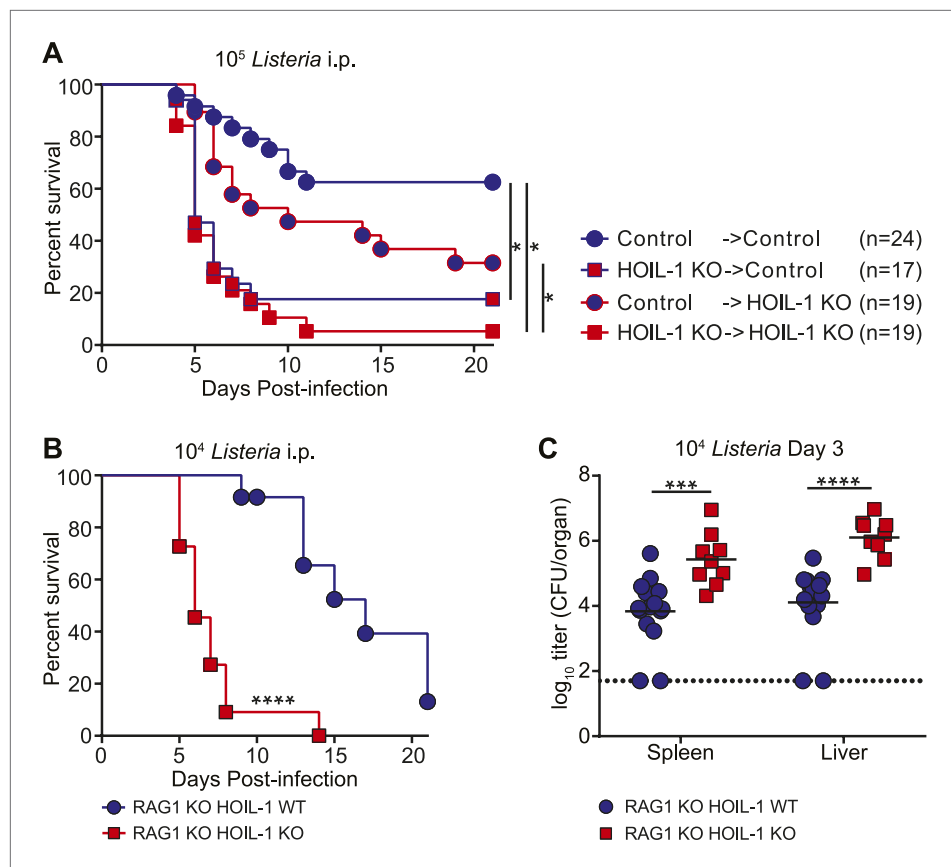 A
10⁵ Listeria i.p.
100
80
60
40
20
0
Percent survival
0 5 10 15 20
Days Post-infection
* * *
Control ->Control (n=24)
HOIL-1 KO->Control (n=17)
Control ->HOIL-1 KO (n=19)
HOIL-1 KO->HOIL-1 KO (n=19)
B
10⁴ Listeria i.p.
100
80
60
40
20
0
Percent survival
****
0 5 10 15 20
Days Post-infection
RAG1 KO HOIL-1 WT
RAG1 KO HOIL-1 KO
C
10⁴ Listeria Day 3
8
6
4
2
0
log₁₀ titer (CFU/organ)
*** ****
Spleen Liver
RAG1 KO HOIL-1 WT
RAG1 KO HOIL-1 KO